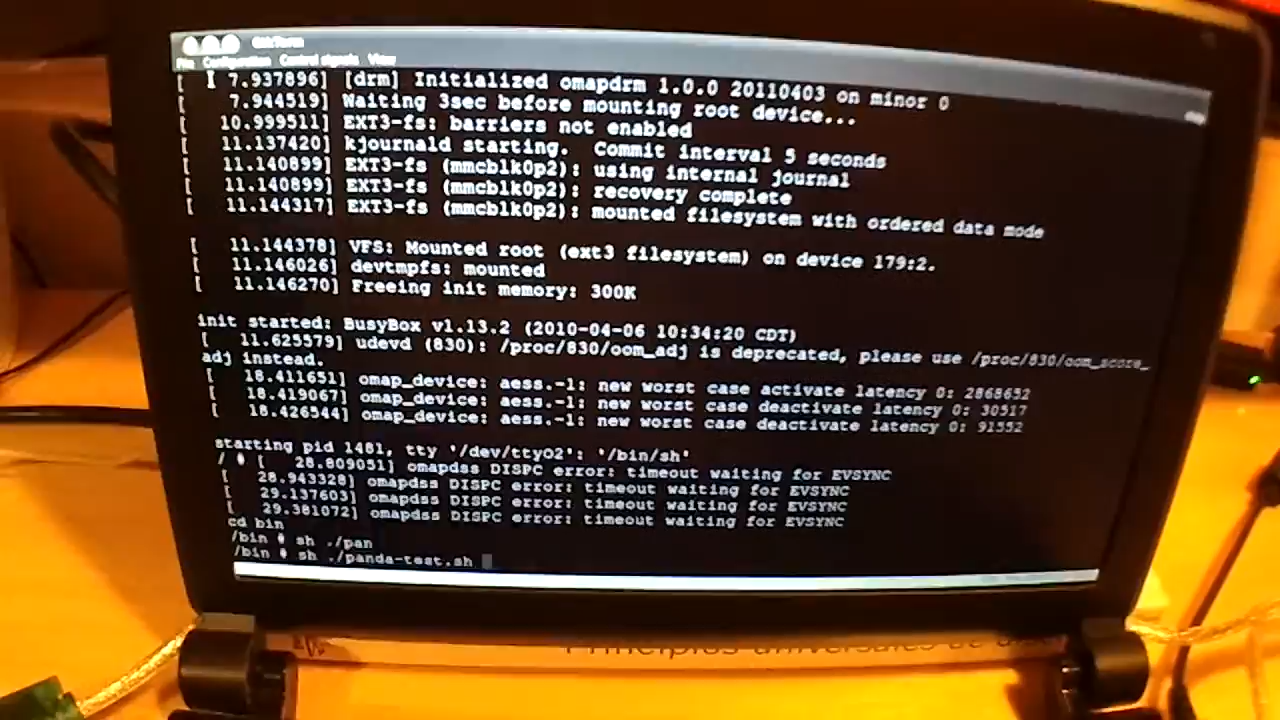 File Configuration Control signals View
[    7.937896] [drm] Initialized omapdrm 1.0.0 20110403 on minor 0
[    7.944519] Waiting 3sec before mounting root device...
[   10.999511] EXT3-fs: barriers not enabled
[   11.137420] kjournald starting.  Commit interval 5 seconds
[   11.140899] EXT3-fs (mmcblk0p2): using internal journal
[   11.140899] EXT3-fs (mmcblk0p2): recovery complete
[   11.144317] EXT3-fs (mmcblk0p2): mounted filesystem with ordered data mode
[   11.144378] VFS: Mounted root (ext3 filesystem) on device 179:2.
[   11.146026] devtmpfs: mounted
[   11.146270] Freeing init memory: 300K
init started: BusyBox v1.13.2 (2010-04-06 10:34:20 CDT)
[   11.625579] udevd (830): /proc/830/oom_adj is deprecated, please use /proc/830/oom_score_
adj instead.
[   18.411651] omap_device: aess.-1: new worst case activate latency 0: 2868652
[   18.419067] omap_device: aess.-1: new worst case deactivate latency 0: 30517
[   18.426544] omap_device: aess.-1: new worst case deactivate latency 0: 91552
starting pid 1481, tty '/dev/ttyO2': '/bin/sh'
/ # [   28.809051] omapdss DISPC error: timeout waiting for EVSYNC
[   28.943328] omapdss DISPC error: timeout waiting for EVSYNC
[   29.137603] omapdss DISPC error: timeout waiting for EVSYNC
[   29.381072] omapdss DISPC error: timeout waiting for EVSYNC
cd bin
/bin # sh ./pan
/bin # sh ./panda-test.sh
Principios universales de